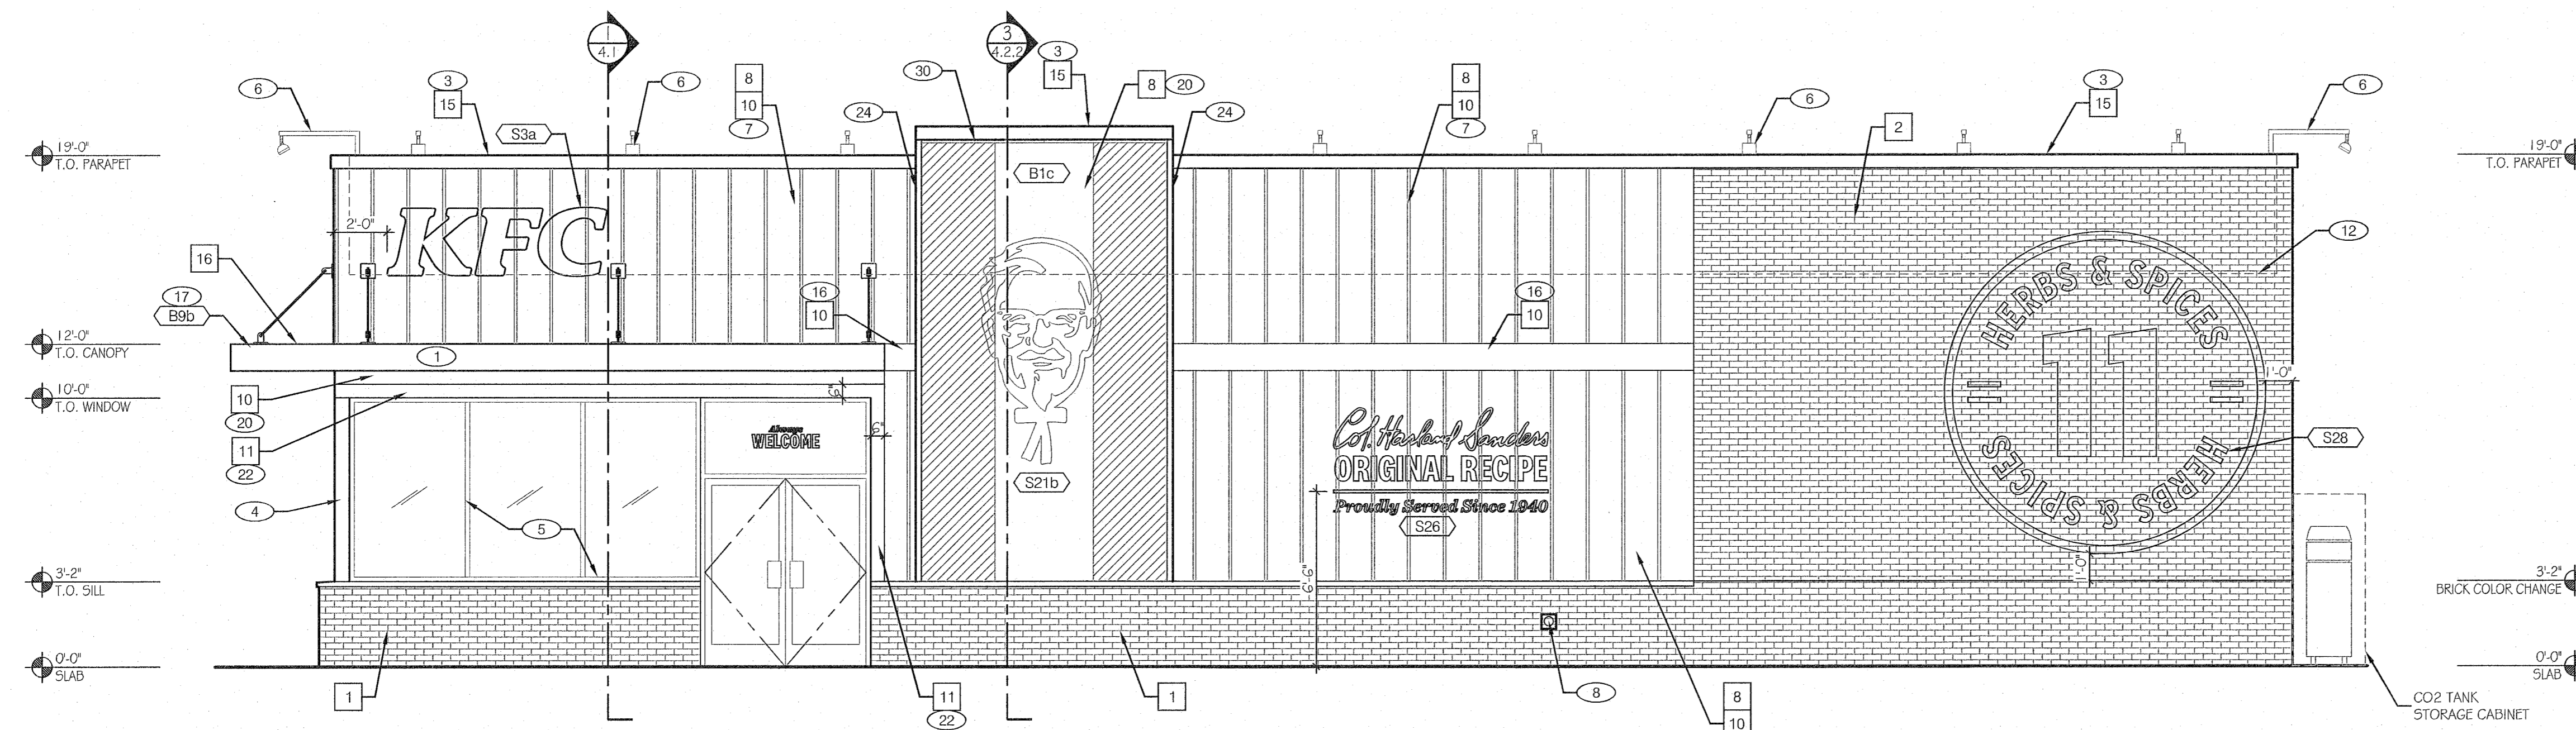 4.1
3
4.2.2
6
3
15
S3a
6
8
10
7
30
24
3
15
8
20
24
8
10
7
6
2
3
15
6
19'-0"
T.O. PARAPET
19'-0"
T.O. PARAPET
B1c
2'-0"
KFC
12
16
17
B9b
16
10
16
10
HERBS & SPICES
11
HERBS & SPICES
12'-0"
T.O. CANOPY
1
1'-0"
10'-0"
T.O. WINDOW
10
20
11
22
6"
6"
Always
WELCOME
Col. Harland Sanders
ORIGINAL RECIPE
Proudly Served Since 1940
S26
S21b
S28
4
5
6'-6"
1'-0"
3'-2"
T.O. SILL
3'-2"
BRICK COLOR CHANGE
0'-0"
SLAB
0'-0"
SLAB
1
11
22
1
8
8
10
CO2 TANK
STORAGE CABINET